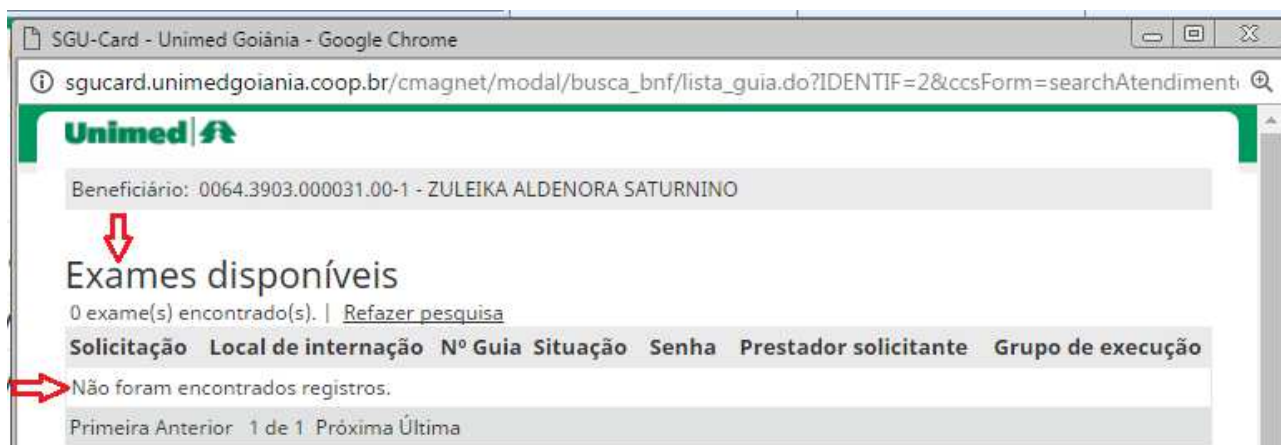 SGU-Card - Unimed Goiânia - Google Chrome
sgucard.unimedgoiania.coop.br/cmagnet/modal/busca_bnf/lista_guia.do?IDENTIF=2&ccsForm=searchAtendiment
Unimed
Beneficiário: 0064.3903.000031.00-1 - ZULEIKA ALDENORA SATURNINO
Exames disponíveis
0 exame(s) encontrado(s). | Refazer pesquisa
Solicitação Local de internação Nº Guia Situação Senha Prestador solicitante Grupo de execução
Não foram encontrados registros.
Primeira Anterior 1 de 1 Próxima Última